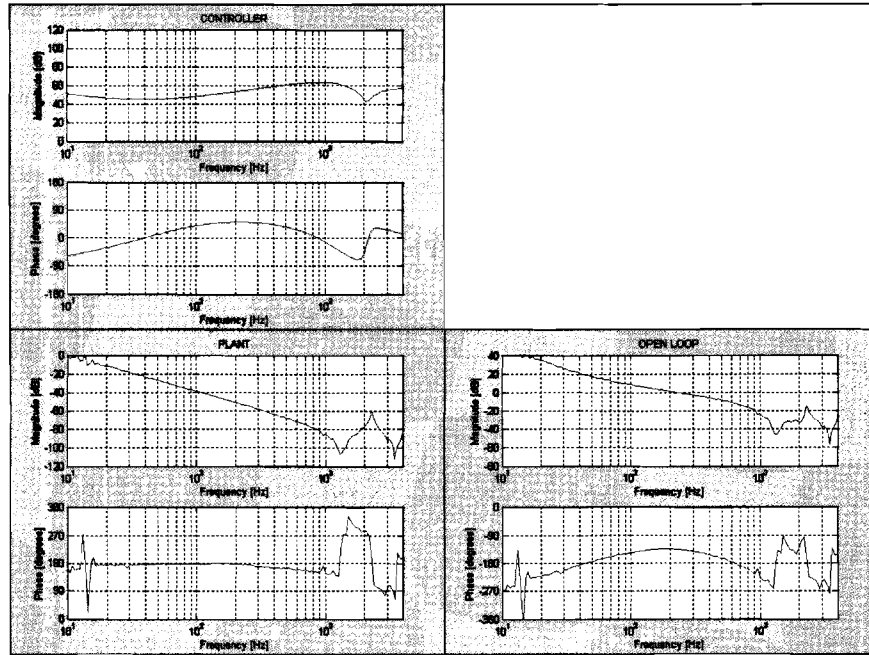 CONTROLLER
Magnitude [dB]
120
100
80
60
40
20
0
10¹ 10² 10³
Frequency [Hz]
Phase [degrees]
180
90
0
-90
-180
10¹ 10² 10³
Frequency [Hz]
PLANT
Magnitude [dB]
0
-20
-40
-60
-80
-100
-120
10¹ 10² 10³
Frequency [Hz]
Phase [degrees]
360
270
180
90
0
10¹ 10² 10³
Frequency [Hz]
OPEN LOOP
Magnitude [dB]
40
20
0
-20
-40
-60
-80
10¹ 10² 10³
Frequency [Hz]
Phase [degrees]
0
-90
-180
-270
-360
10¹ 10² 10³
Frequency [Hz]